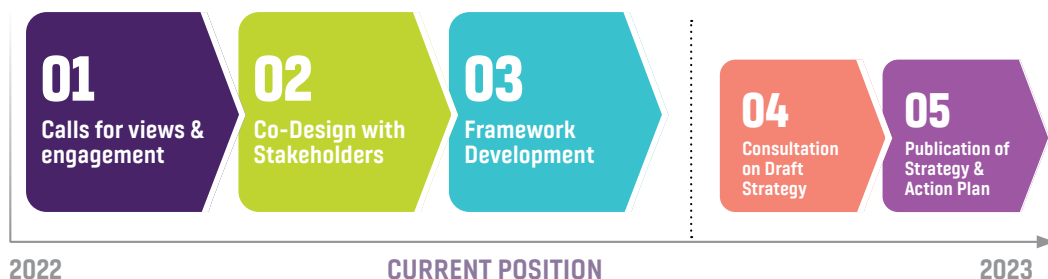 01
Calls for views &
engagement
02
Co-Design with
Stakeholders
03
Framework
Development
04
Consultation
on Draft
Strategy
05
Publication of
Strategy &
Action Plan
2022
CURRENT POSITION
2023